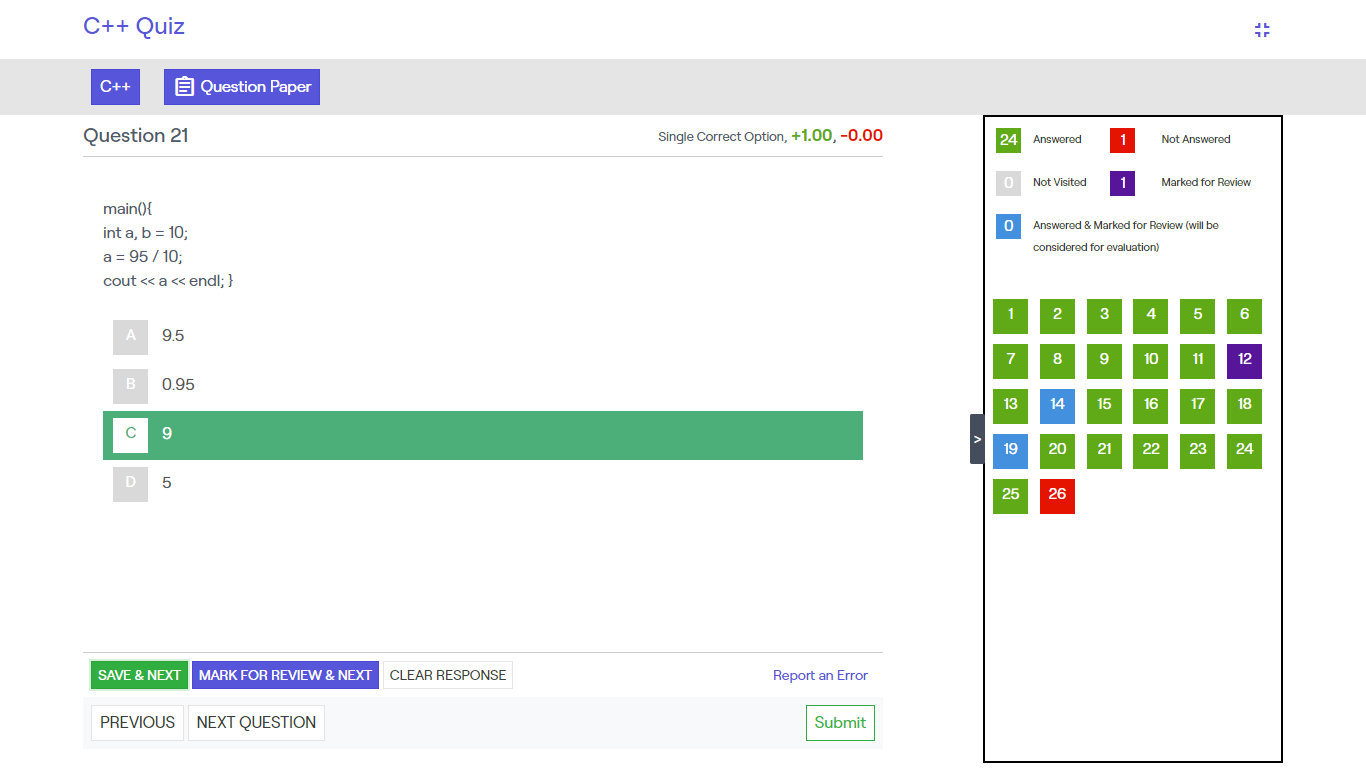 C++ Quiz
C++
Question Paper
Question 21
Single Correct Option, +1.00, -0.00
main(){
int a, b = 10;
a = 95 / 10;
cout << a << endl; }
A 9.5
B 0.95
C 9
D 5
SAVE & NEXT
MARK FOR REVIEW & NEXT
CLEAR RESPONSE
Report an Error
PREVIOUS
NEXT QUESTION
Submit
24 Answered
1 Not Answered
0 Not Visited
1 Marked for Review
0 Answered & Marked for Review (will be
considered for evaluation)
>
1 2 3 4 5 6
7 8 9 10 11 12
13 14 15 16 17 18
19 20 21 22 23 24
25 26